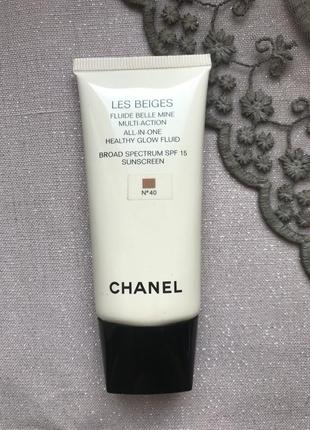 LES BEIGES
FLUIDE BELLE MINE
MULTI-ACTION
ALL-IN-ONE
HEALTHY GLOW FLUID
BROAD SPECTRUM SPF 15
SUNSCREEN
N°40
CHANEL